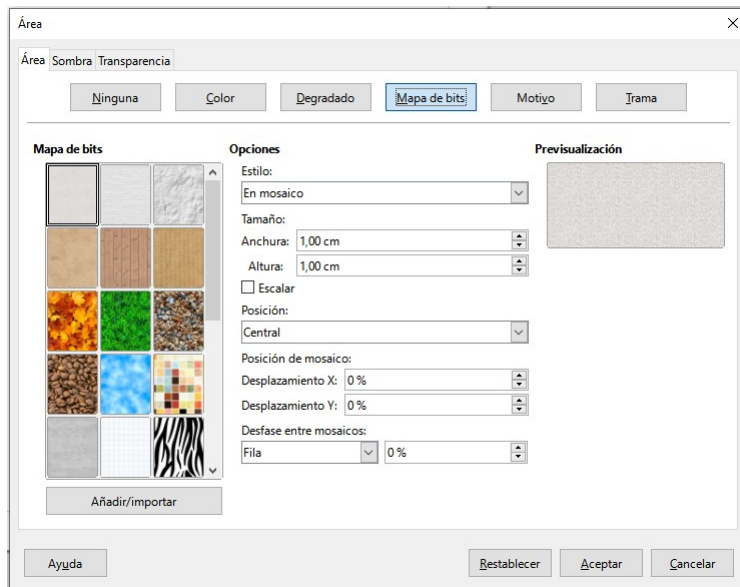 Área
Área Sombra Transparencia
Ninguna Color Degradado Mapa de bits Motivo Trama
Mapa de bits Opciones Previsualización
Estilo:
En mosaico
Tamaño:
Anchura: 1,00 cm
Altura: 1,00 cm
Escalar
Posición:
Central
Posición de mosaico:
Desplazamiento X: 0 %
Desplazamiento Y: 0 %
Desfase entre mosaicos:
Fila 0 %
Añadir/importar
Ayuda Restablecer Aceptar Cancelar